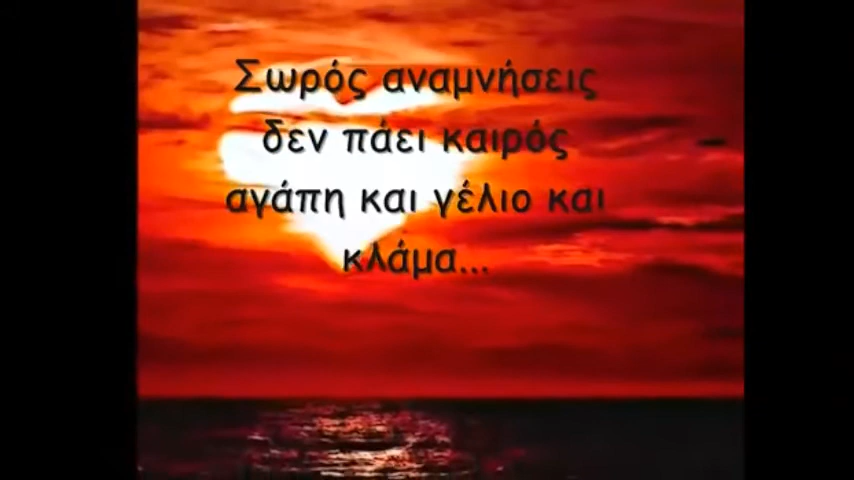 Σωρός αναμνήσεις
δεν πάει καιρός
αγάπη και γέλιο και
κλάμα...